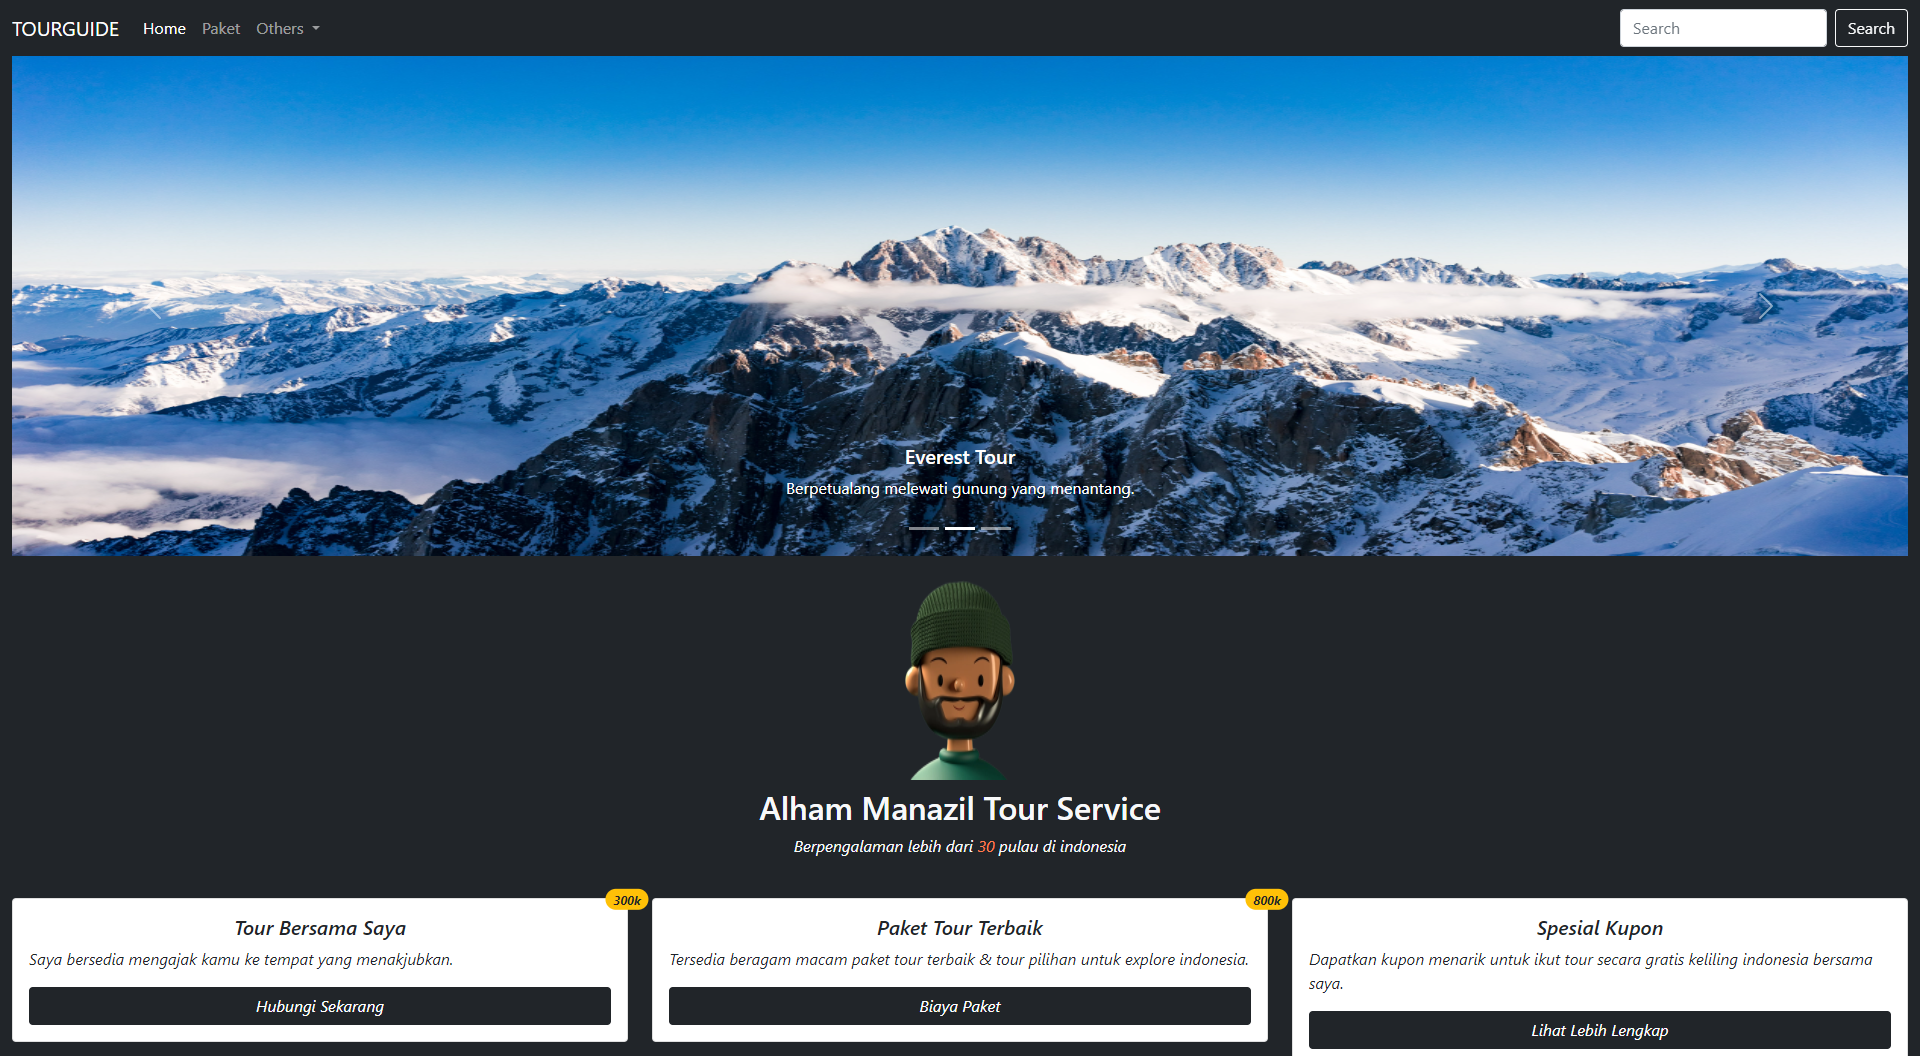 TOURGUIDE Home Paket Others Search Search
Everest Tour
Berpetualang melewati gunung yang menantang.
Alham Manazil Tour Service
Berpengalaman lebih dari 30 pulau di indonesia
300k
Tour Bersama Saya
Saya bersedia mengajak kamu ke tempat yang menakjubkan.
Hubungi Sekarang
800k
Paket Tour Terbaik
Tersedia beragam macam paket tour terbaik & tour pilihan untuk explore indonesia.
Biaya Paket
Spesial Kupon
Dapatkan kupon menarik untuk ikut tour secara gratis keliling indonesia bersama
saya.
Lihat Lebih Lengkap